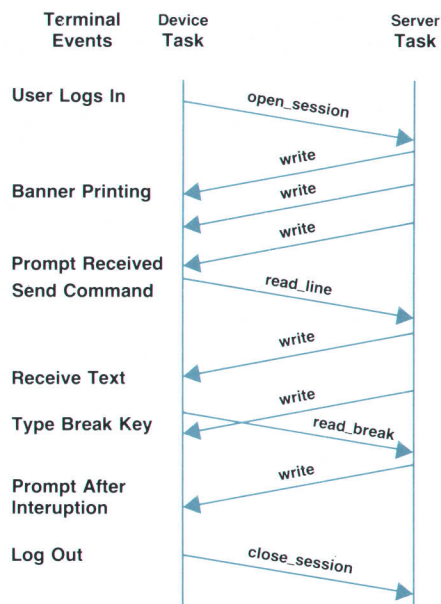 Terminal Events
Device Task
Server Task
User Logs In
open_session
write
Banner Printing
write
write
Prompt Received
Send Command
read_line
write
Receive Text
write
Type Break Key
read_break
write
Prompt After
Interuption
Log Out
close_session